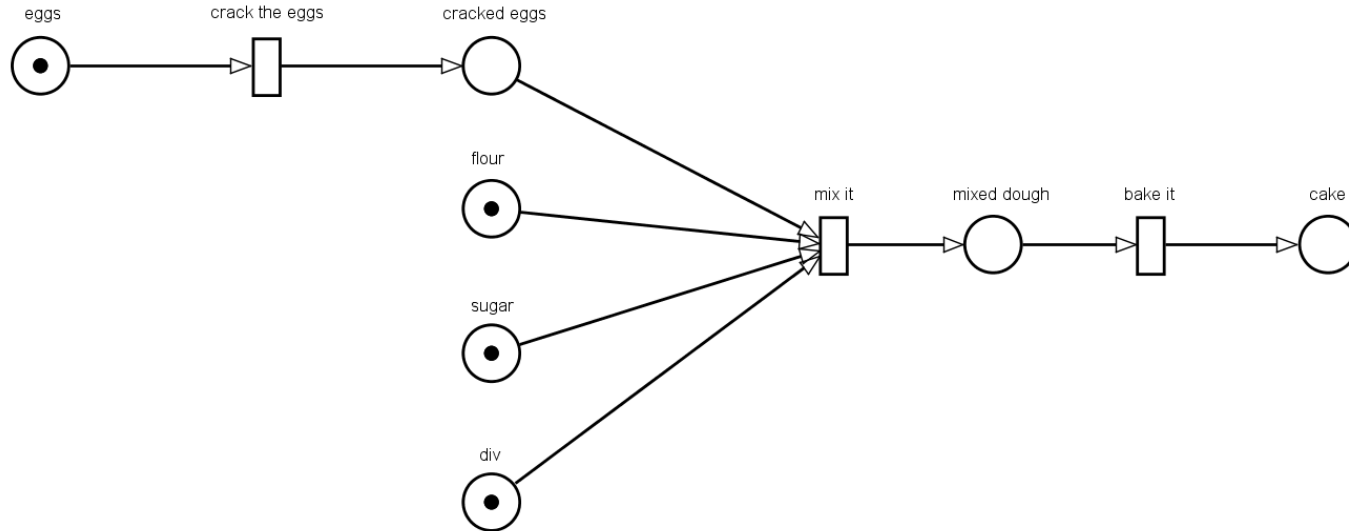 eggs
crack the eggs
cracked eggs
flour
mix it
mixed dough
bake it
cake
sugar
div